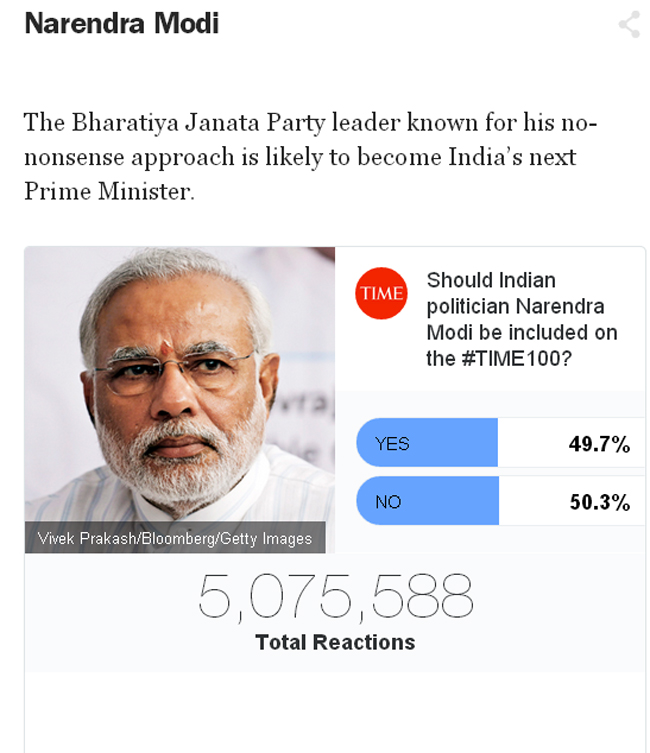 Narendra Modi
The Bharatiya Janata Party leader known for his no-
nonsense approach is likely to become India's next
Prime Minister.
TIME
Should Indian
politician Narendra
Modi be included on
the #TIME100?
YES 49.7%
NO 50.3%
Vivek Prakash/Bloomberg/Getty Images
5,075,588
Total Reactions